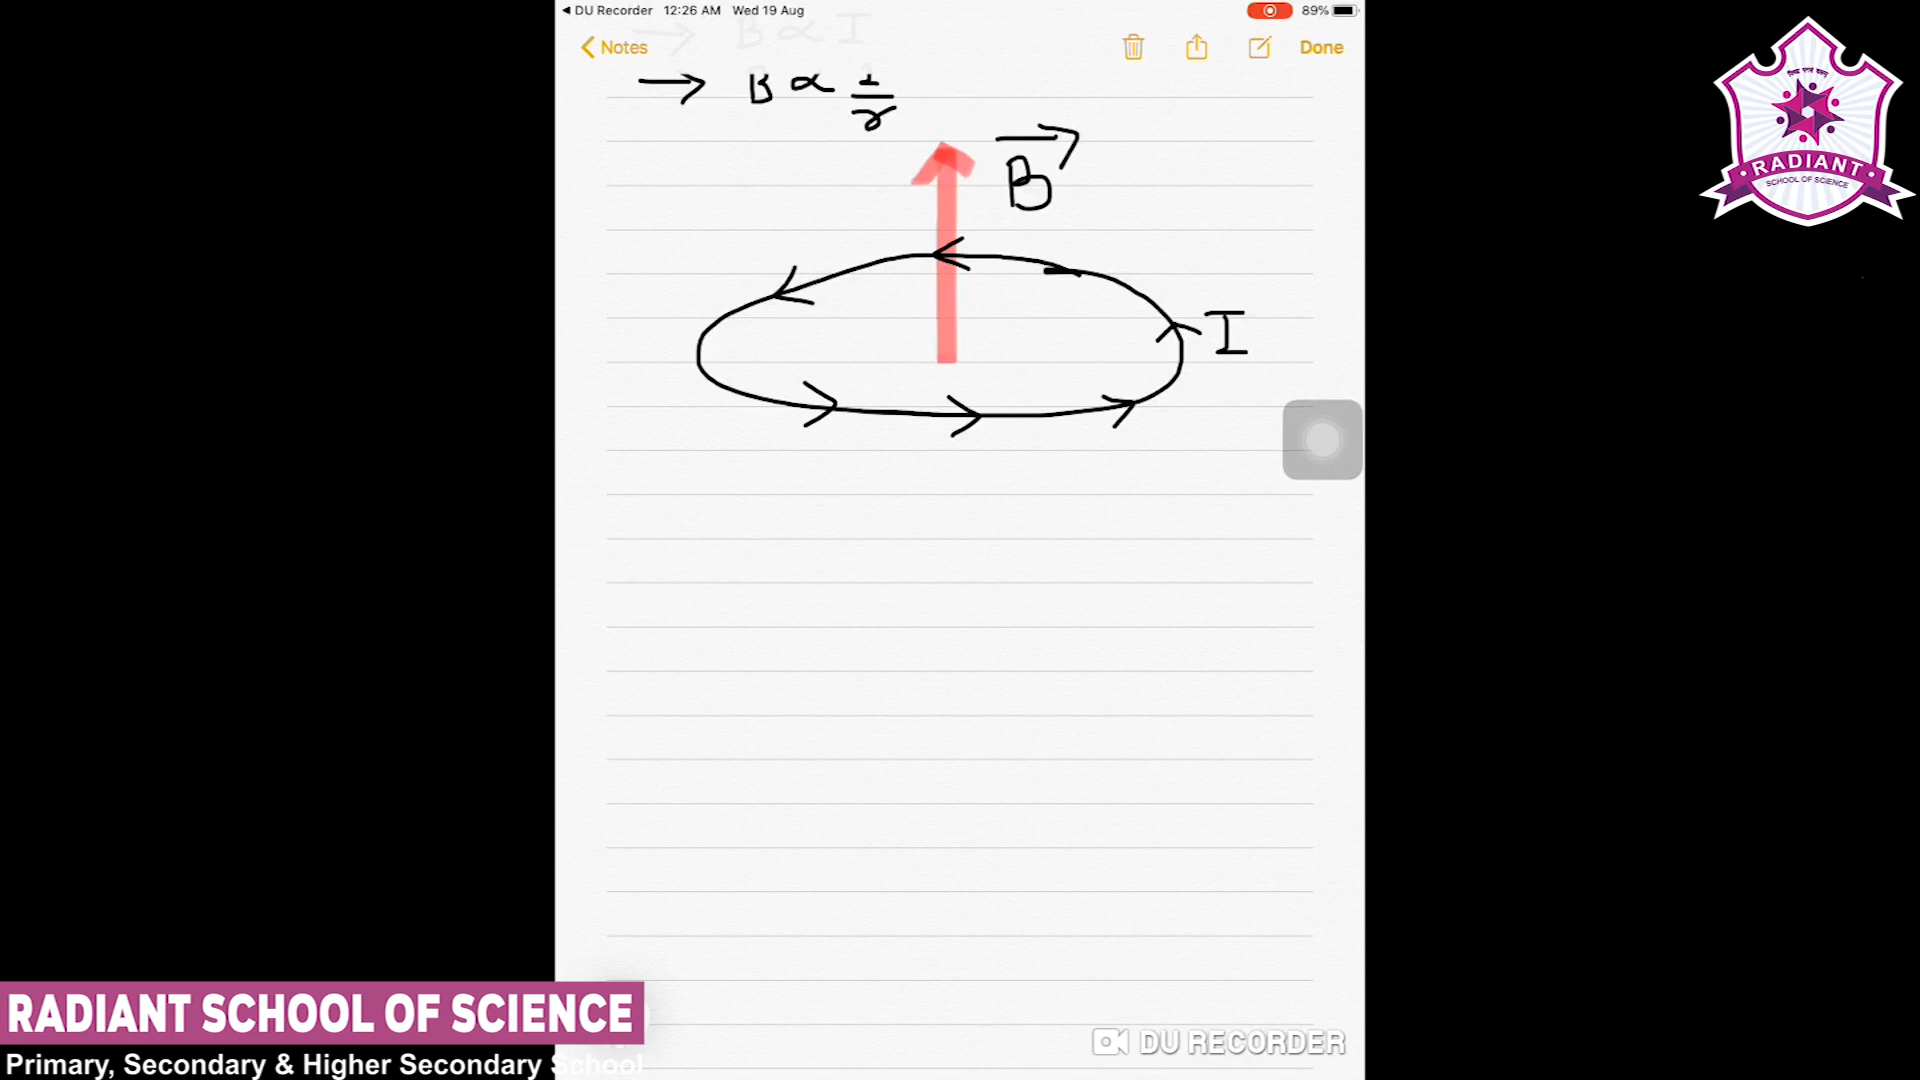 DU Recorder 12:26 AM Wed 19 Aug 89%
→ B ∝ I
Notes Done
→ B ∝ 1/r
B
I
RADIANT
SCHOOL OF SCIENCE
RADIANT SCHOOL OF SCIENCE
Primary, Secondary & Higher Secondary School
DU RECORDER